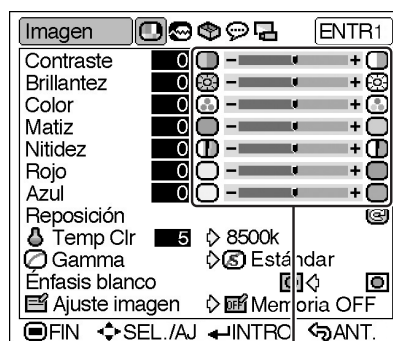 Imagen ENTR1
Contraste 0 - +
Brillantez 0 - +
Color 0 - +
Matiz 0 - +
Nitidez 0 - +
Rojo 0 - +
Azul 0 - +
Reposición
Temp Clr 5 8500k
Gamma S Estándar
Énfasis blanco
Ajuste imagen OFF Memoria OFF
FIN SEL./AJ INTRO ANT.